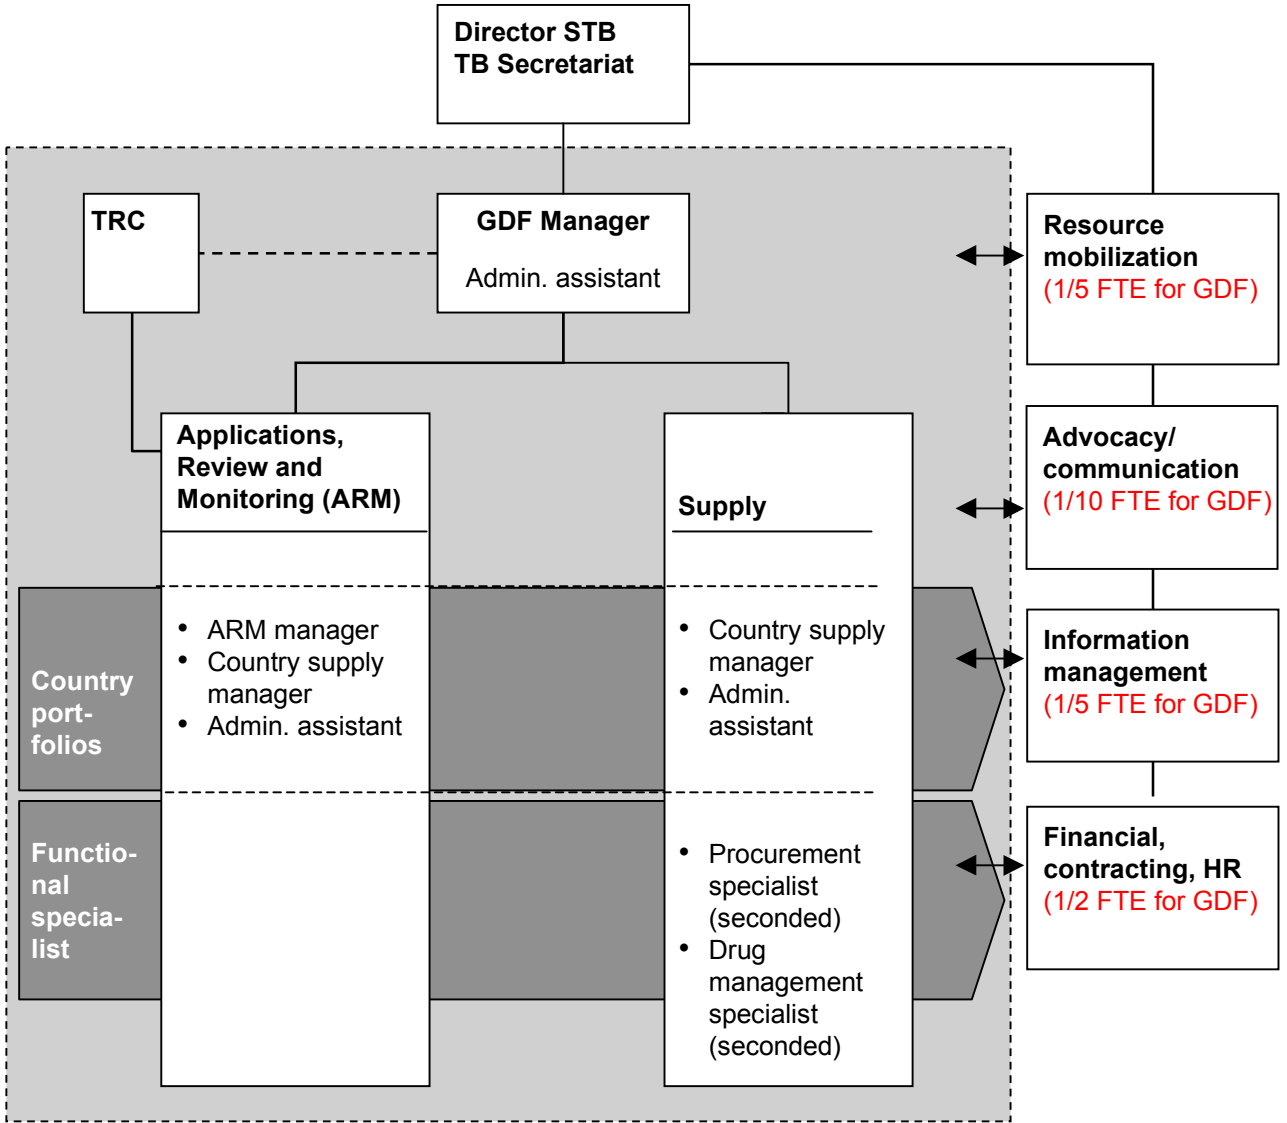 Director STB
TB Secretariat
TRC
GDF Manager
Admin. assistant
Resource
mobilization
(1/5 FTE for GDF)
Applications,
Review and
Monitoring (ARM)
Supply
Advocacy/
communication
(1/10 FTE for GDF)
Country
port-
folios
• ARM manager
• Country supply
manager
• Admin. assistant
• Country supply
manager
• Admin.
assistant
Information
management
(1/5 FTE for GDF)
Functio-
nal
specia-
list
• Procurement
specialist
(seconded)
• Drug
management
specialist
(seconded)
Financial,
contracting, HR
(1/2 FTE for GDF)